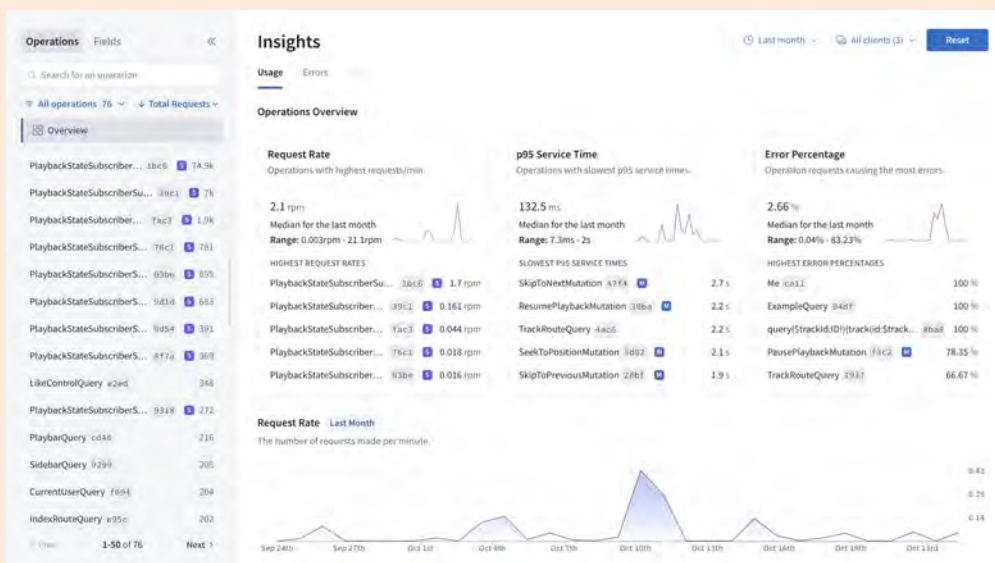 Operations Fields
Search for an operation
All operations 76 Total Requests
Overview
PlaybackStateSubscriber... 1bc6 S 74.9k
PlaybackStateSubscriberSu... 39c1 S 7k
PlaybackStateSubscriber... fac3 S 1.9k
PlaybackStateSubscriberS... 76c1 S 781
PlaybackStateSubscriberS... 03be S 695
PlaybackStateSubscriberS... 9d1d S 683
PlaybackStateSubscriberS... 9d54 S 391
PlaybackStateSubscriberS... 4f7a S 369
LikeControlQuery e2ed 348
PlaybackStateSubscriberS... 9318 S 272
PlaybarQuery cd48 216
SidebarQuery 9299 205
CurrentUserQuery f694 204
IndexRouteQuery e95c 202
Prev 1-50 of 76 Next
Insights
Last month All clients (3) Reset
Usage Errors
Operations Overview
Request Rate
Operations with highest requests/min.
2.1 rpm
Median for the last month
Range: 0.003rpm - 21.1rpm
HIGHEST REQUEST RATES
PlaybackStateSubscriberSu... 1bc6 S 1.7 rpm
PlaybackStateSubscriber... 39c1 S 0.161 rpm
PlaybackStateSubscriber... fac3 S 0.044 rpm
PlaybackStateSubscriber... 76c1 S 0.018 rpm
PlaybackStateSubscriber... 03be S 0.016 rpm
p95 Service Time
Operations with slowest p95 service times.
132.5 ms
Median for the last month
Range: 7.3ms - 2s
SLOWEST P95 SERVICE TIMES
SkipToNextMutation 47f4 M 2.7 s
ResumePlaybackMutation 38ba M 2.2 s
TrackRouteQuery 4ac6 2.2 s
SeekToPositionMutation M 2.1 s
SkipToPreviousMutation 28bf M 1.9 s
Error Percentage
Operation requests causing the most errors.
2.66 %
Median for the last month
Range: 0.04% - 83.23%
HIGHEST ERROR PERCENTAGES
Me ca11 100 %
ExampleQuery 100 %
query($trackId:ID!){track(id:$track... 8ba8 100 %
PausePlaybackMutation f4c2 M 78.35 %
TrackRouteQuery 66.67 %
Request Rate Last Month
The number of requests made per minute.
0.43
0.29
0.14
Sep 24th Sep 27th Oct 1st Oct 4th Oct 7th Oct 10th Oct 13th Oct 16th Oct 19th Oct 23rd